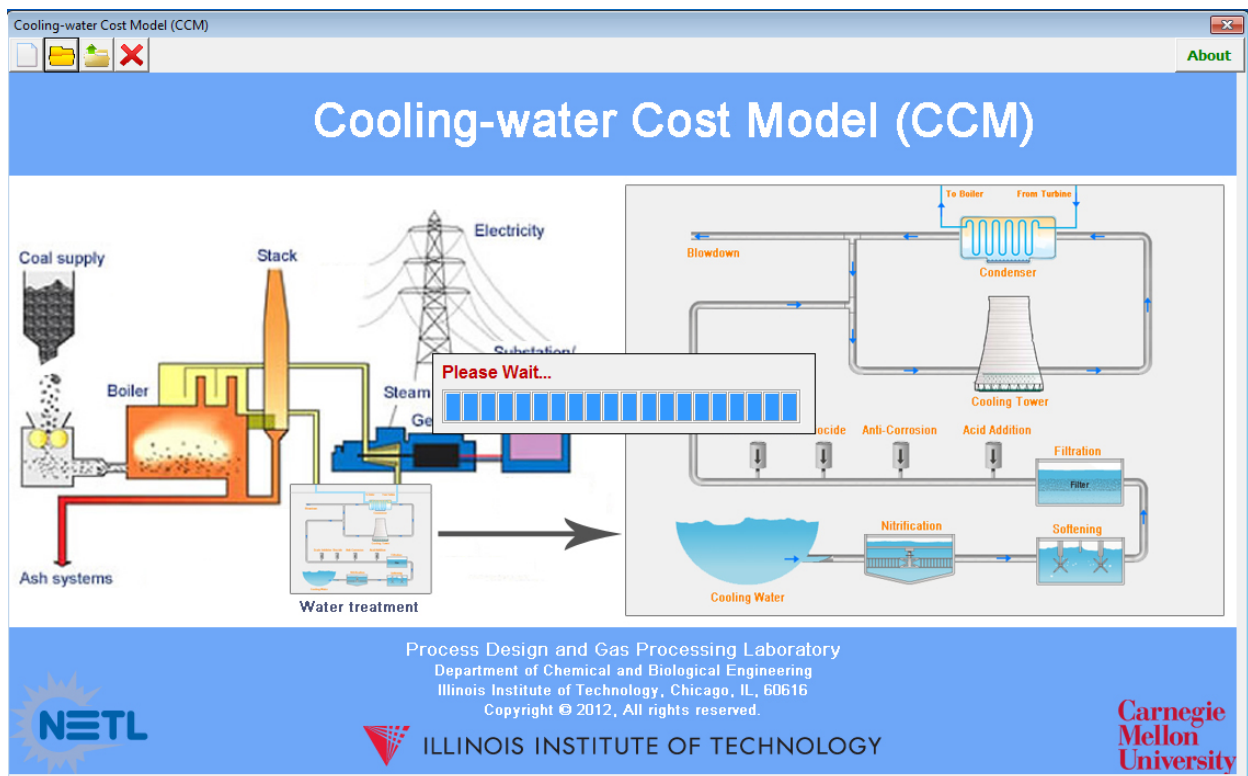 Cooling-water Cost Model (CCM)
About
Cooling-water Cost Model (CCM)
Coal supply
Stack
Electricity
Boiler
Substation/
Steam
Ge
Ash systems
Water treatment
Please Wait...
To Boiler
From Turbine
Blowdown
Condenser
Cooling Tower
Anti-Corrosion
Acid Addition
Filtration
Filter
Nitrification
Softening
Cooling Water
Process Design and Gas Processing Laboratory
Department of Chemical and Biological Engineering
Illinois Institute of Technology, Chicago, IL, 60616
Copyright © 2012, All rights reserved.
NETL
ILLINOIS INSTITUTE OF TECHNOLOGY
Carnegie
Mellon
University